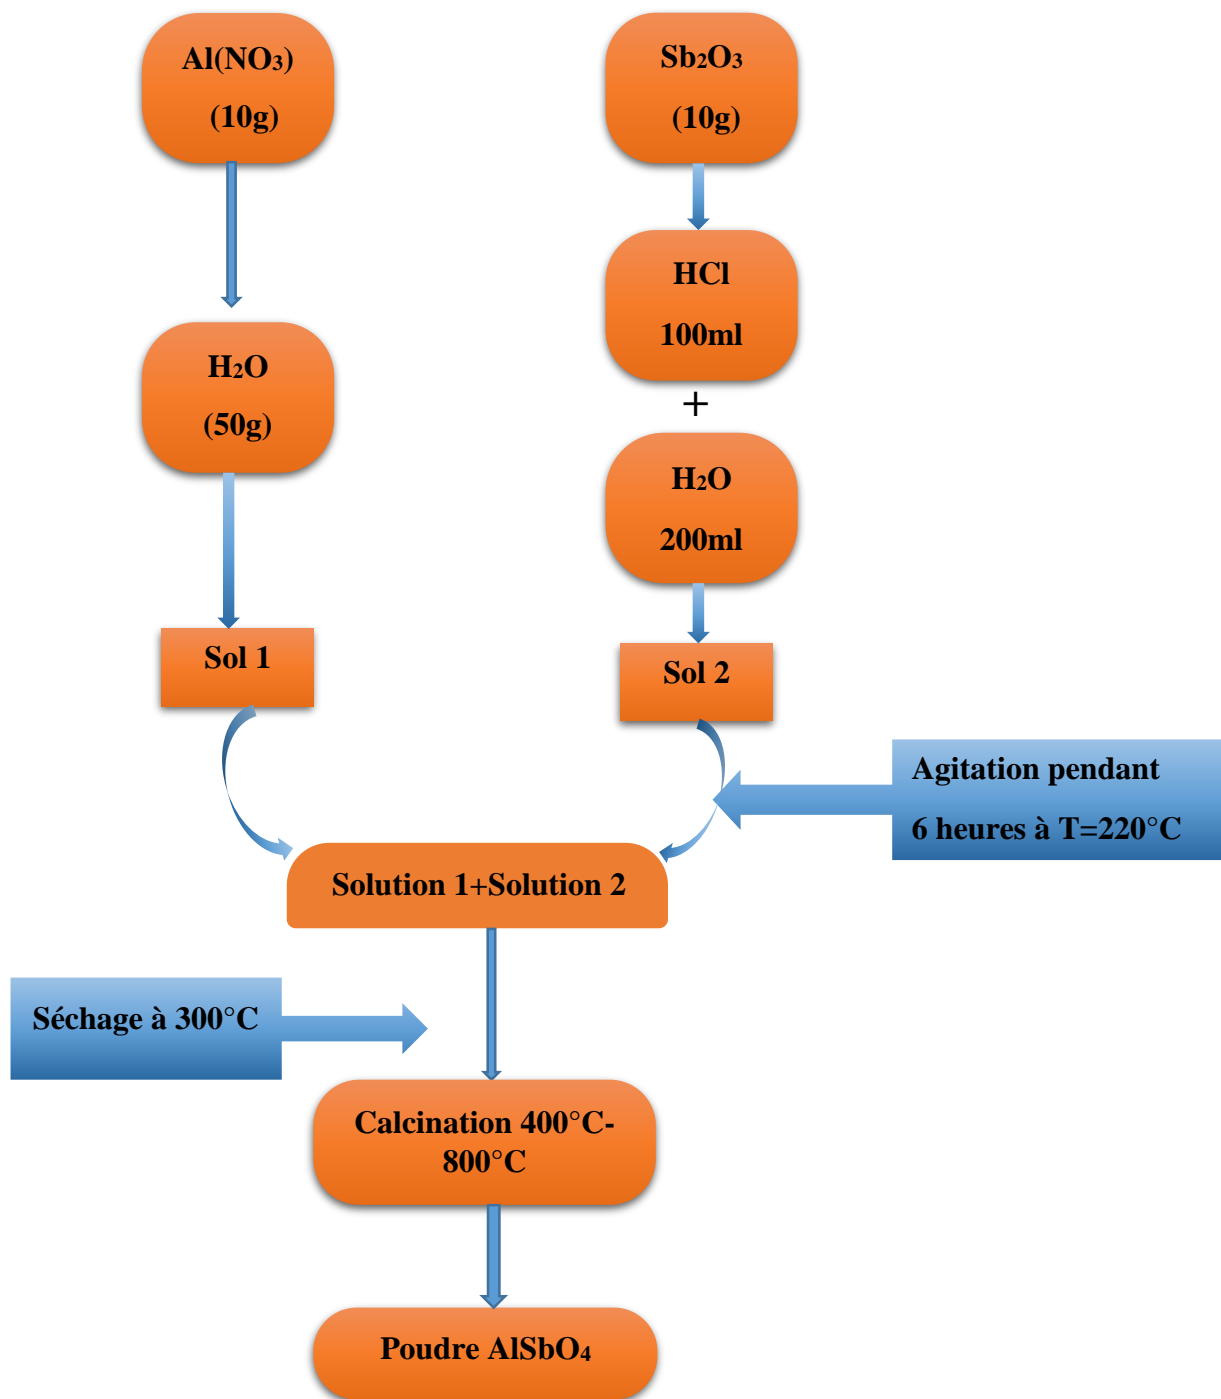 Al(NO₃)
(10g)
H₂O
(50g)
Sol 1
Sb₂O₃
(10g)
HCl
100ml
+
H₂O
200ml
Sol 2
Agitation pendant
6 heures à T=220°C
Solution 1+Solution 2
Séchage à 300°C
Calcination 400°C-
800°C
Poudre AlSbO₄